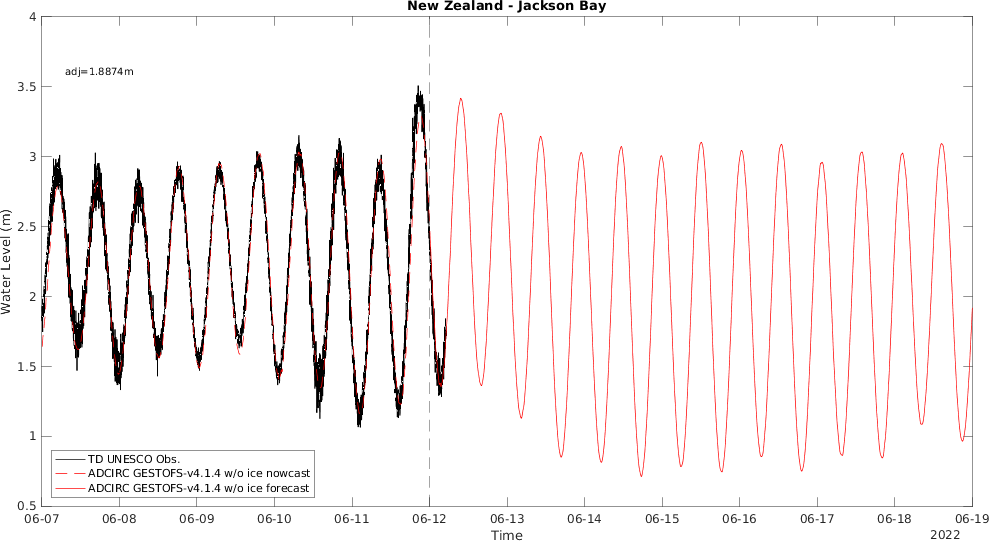 New Zealand - Jackson Bay
adj=1.8874m
Water Level (m)
4
3.5
3
2.5
2
1.5
1
0.5
TD UNESCO Obs.
ADCIRC GESTOFS-v4.1.4 w/o ice nowcast
ADCIRC GESTOFS-v4.1.4 w/o ice forecast
06-07 06-08 06-09 06-10 06-11 06-12 06-13 06-14 06-15 06-16 06-17 06-18 06-19
Time
2022